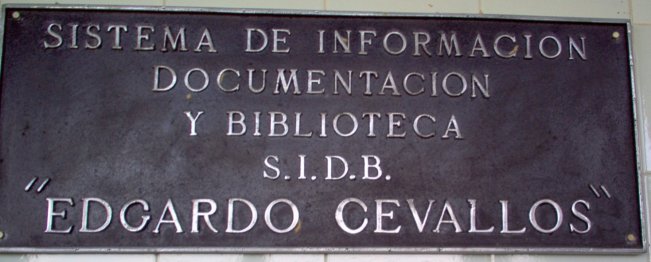 SISTEMA DE INFORMACION
DOCUMENTACION
Y BIBLIOTECA
S.I.D.B.
"EDGARDO CEVALLOS"